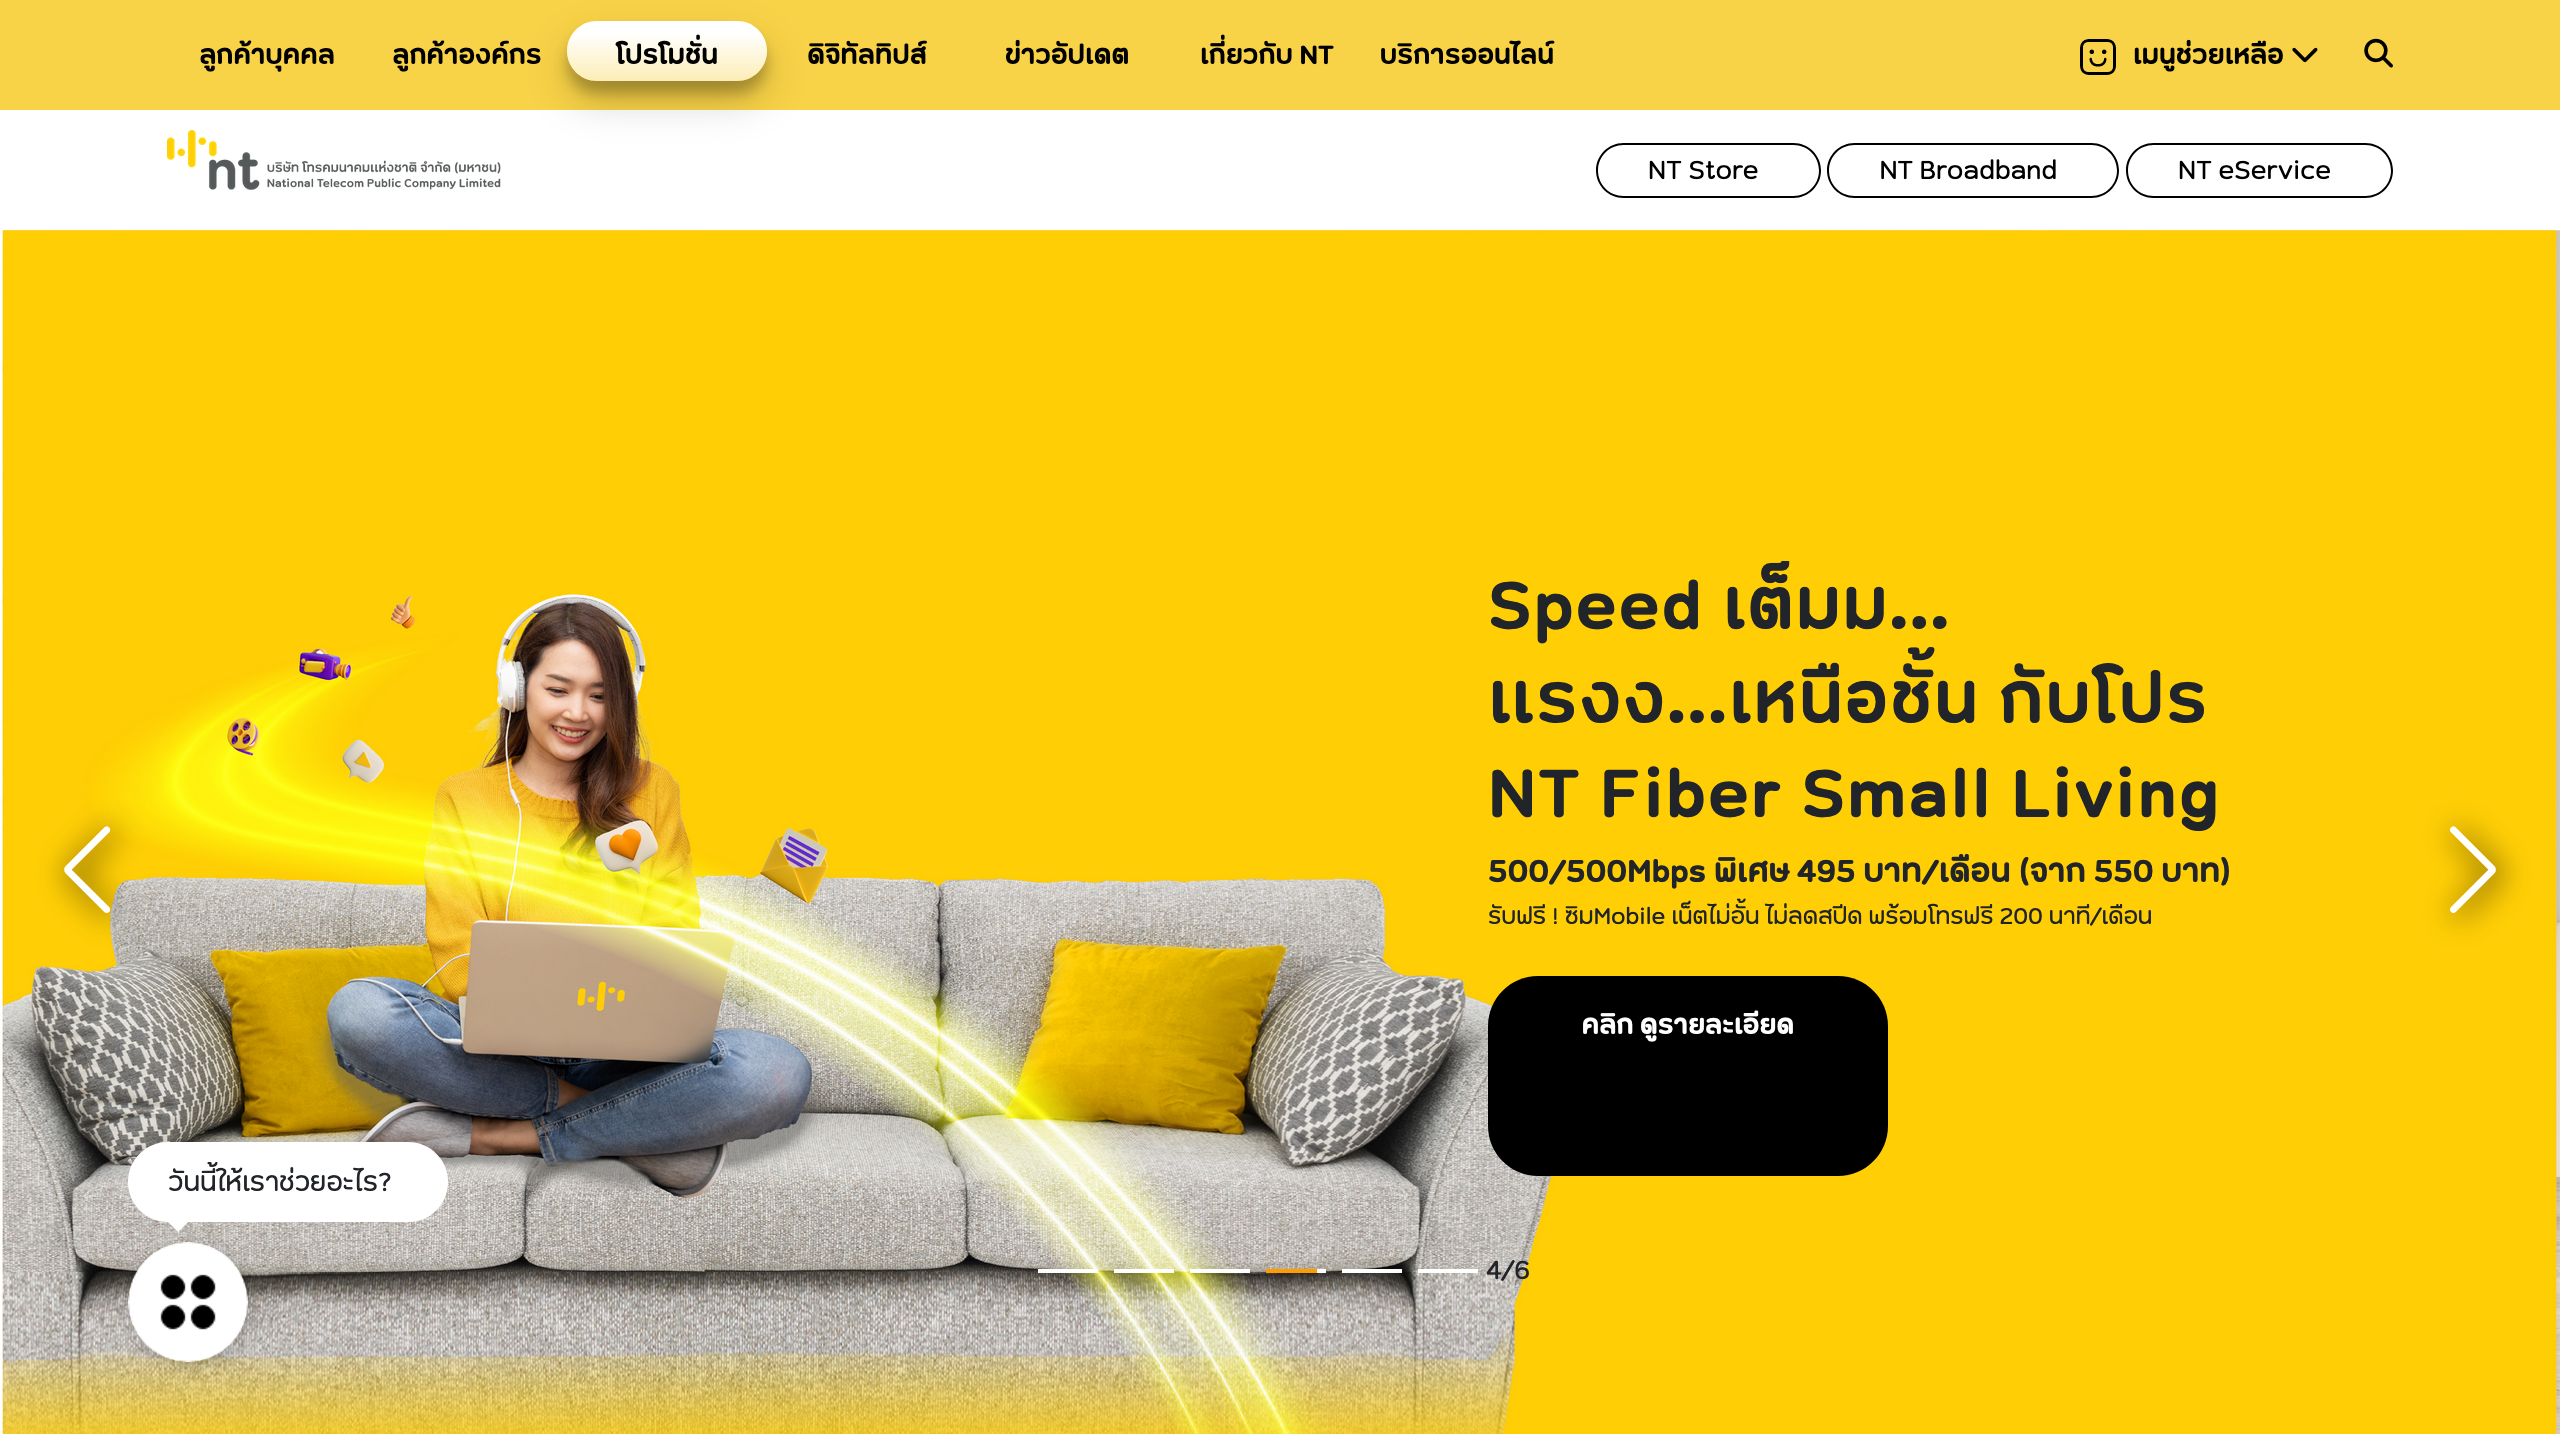 ลูกค้าบุคคล
ลูกค้าองค์กร
โปรโมชั่น
ดิจิทัลทิปส์
ข่าวอัปเดต
เกี่ยวกับ NT
บริการออนไลน์
เมนูช่วยเหลือ
nt
บริษัท โทรคมนาคมแห่งชาติ จำกัด (มหาชน)
National Telecom Public Company Limited
NT Store
NT Broadband
NT eService
Speed เต็มม...
แรงง...เหนือชั้น กับโปร
NT Fiber Small Living
500/500Mbps พิเศษ 495 บาท/เดือน (จาก 550 บาท)
รับฟรี ! ซิมMobile เน็ตไม่อั้น ไม่ลดสปีด พร้อมโทรฟรี 200 นาที/เดือน
คลิก ดูรายละเอียด
วันนี้ให้เราช่วยอะไร?
4/6